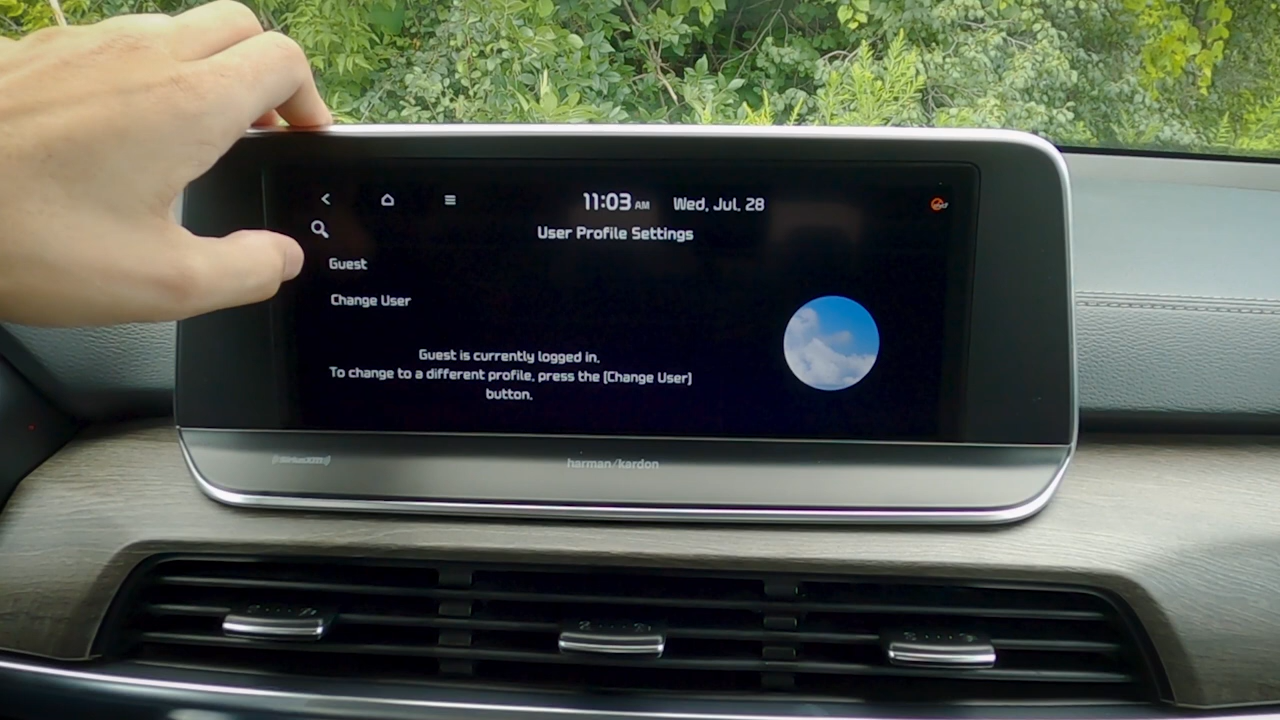 11:03 AM Wed, Jul. 28
User Profile Settings
Guest
Change User
Guest is currently logged in.
To change to a different profile, press the [Change User]
button.
((SiriusXM))
harman/kardon